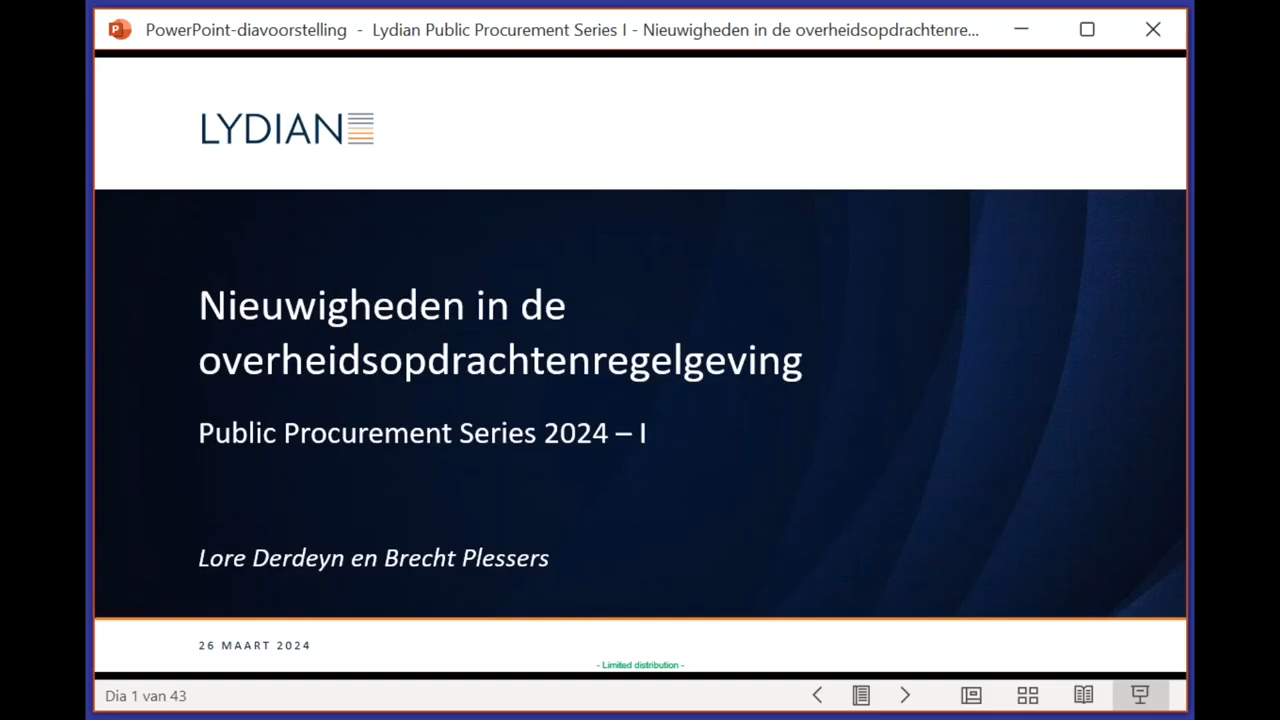 PowerPoint-diavoorstelling - Lydian Public Procurement Series I - Nieuwigheden in de overheidsopdrachtenre...
LYDIAN
Nieuwigheden in de
overheidsopdrachtenregelgeving
Public Procurement Series 2024 – I
Lore Derdeyn en Brecht Plessers
26 MAART 2024
- Limited distribution -
Dia 1 van 43